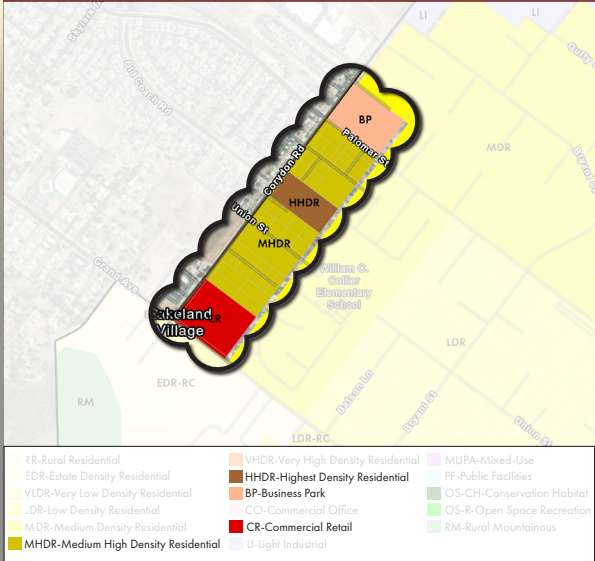 LI
LI
Skylark Dr
Old Coach Rd
BP
Palomar St
MDR
Bryant St
Corydon Rd
HHDR
Union St
MHDR
Grand Ave
William C.
Collier
Elementary
School
Lakeland
Village
CR
LDR
EDR-RC
RM
Batson Ln
Bryant St
Union St
LDR-RC
RR-Rural Residential
EDR-Estate Density Residential
VLDR-Very Low Density Residential
LDR-Low Density Residential
MDR-Medium Density Residential
MHDR-Medium High Density Residential
VHDR-Very High Density Residential
HHDR-Highest Density Residential
BP-Business Park
CO-Commercial Office
CR-Commercial Retail
LI-Light Industrial
MUPA-Mixed-Use
PF-Public Facilities
OS-CH-Conservation Habitat
OS-R-Open Space Recreation
RM-Rural Mountainous